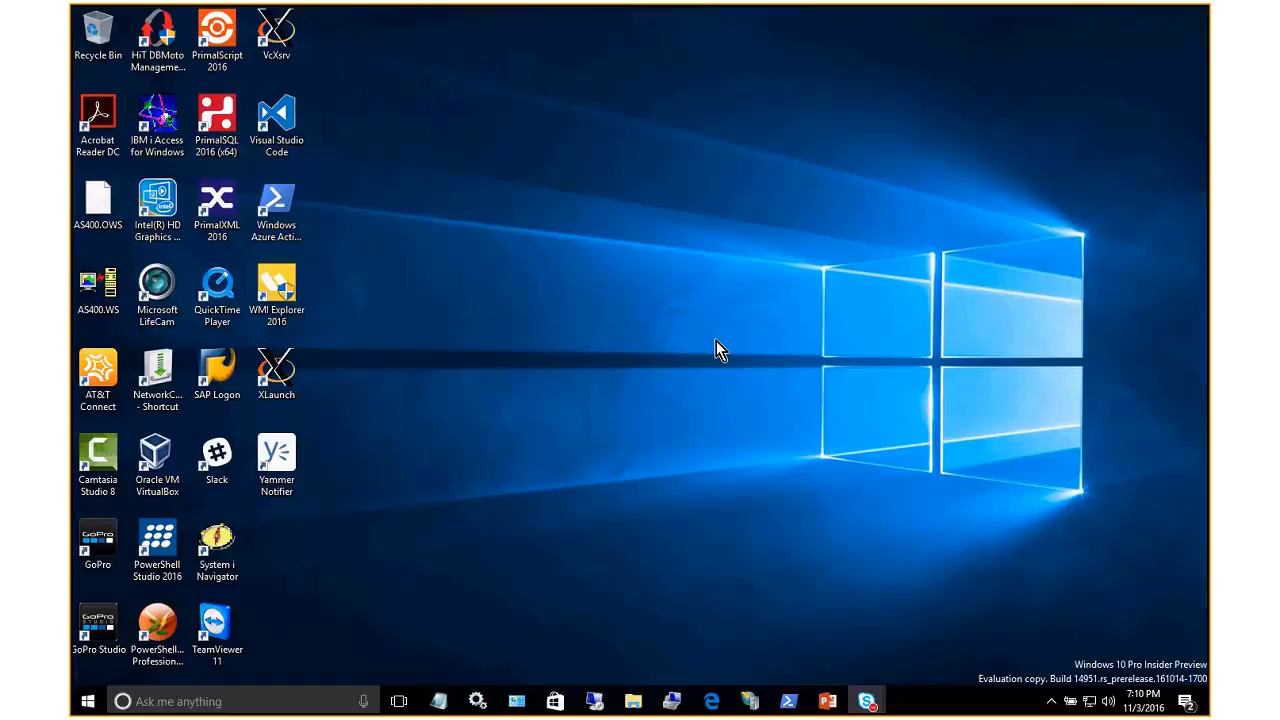 Recycle Bin
HiT DBMoto
Manageme...
PrimalScript
2016
VcXsrv
Acrobat
Reader DC
IBM i Access
for Windows
PrimalSQL
2016 (x64)
Visual Studio
Code
AS400.OWS
Intel(R) HD
Graphics ...
PrimalXML
2016
Windows
Azure Acti...
AS400.WS
Microsoft
LifeCam
QuickTime
Player
WMI Explorer
2016
AT&T
Connect
NetworkC...
- Shortcut
SAP Logon
XLaunch
Camtasia
Studio 8
Oracle VM
VirtualBox
Slack
Yammer
Notifier
GoPro
GoPro
PowerShell
Studio 2016
System i
Navigator
GoPro
STUDIO
GoPro Studio
PowerShell...
Profession...
TeamViewer
11
Windows 10 Pro Insider Preview
Evaluation copy. Build 14951.rs_prerelease.161014-1700
Ask me anything
7:10 PM
11/3/2016
2